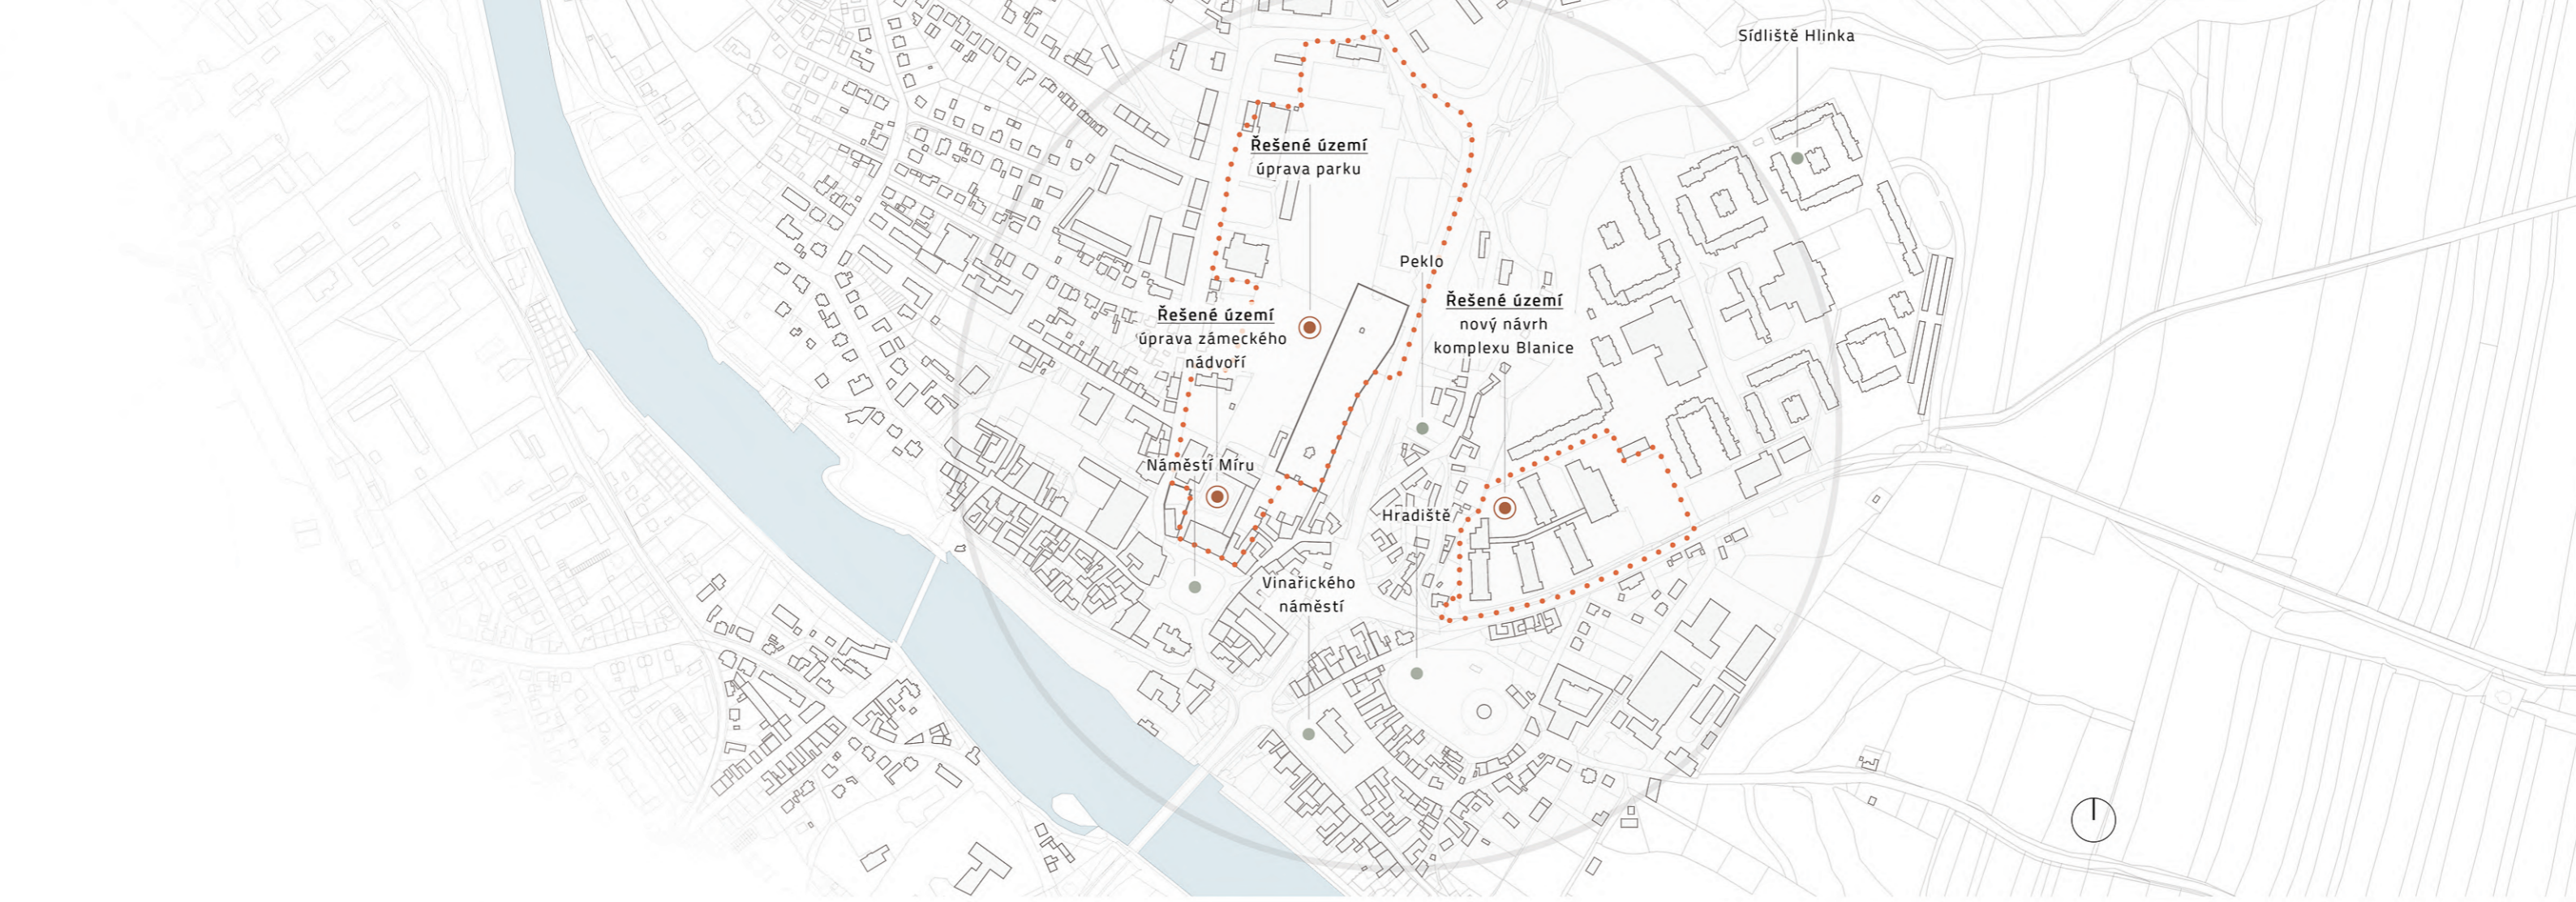 Sídliště Hlinka
Řešené území
úprava parku
Peklo
Řešené území
úprava zámeckého
nádvoří
Řešené území
nový návrh
komplexu Blanice
Náměstí Míru
Hradiště
Vinařického
náměstí